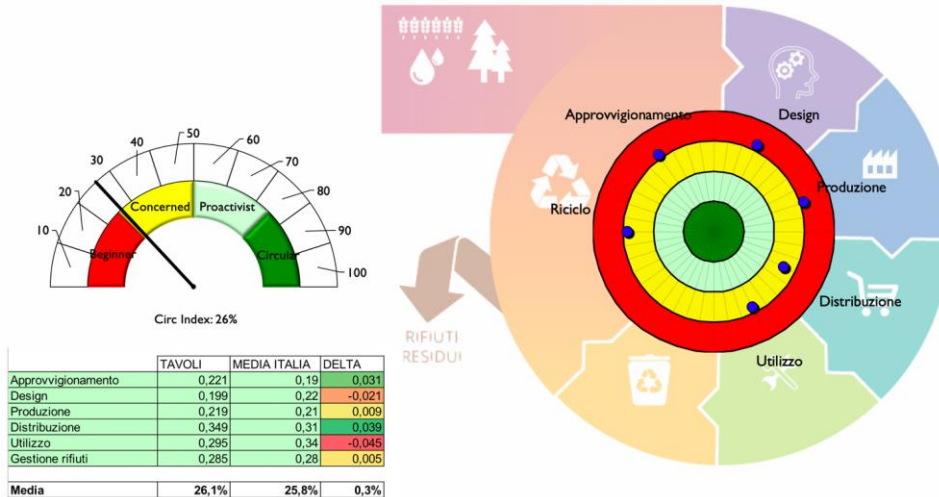 10
20
30
40
50
60
70
80
90
100
Beginner
Concerned
Proactivist
Circular
Circ Index: 26%
TAVOLI MEDIA ITALIA DELTA
Approvvigionamento 0,221 0,19 0,031
Design 0,199 0,22 -0,021
Produzione 0,219 0,21 0,009
Distribuzione 0,349 0,31 0,039
Utilizzo 0,295 0,34 -0,045
Gestione rifiuti 0,285 0,28 0,005
Media 26,1% 25,8% 0,3%
Approvvigionamento
Design
Produzione
Distribuzione
Utilizzo
Riciclo
RIFIUTI
RESIDUI